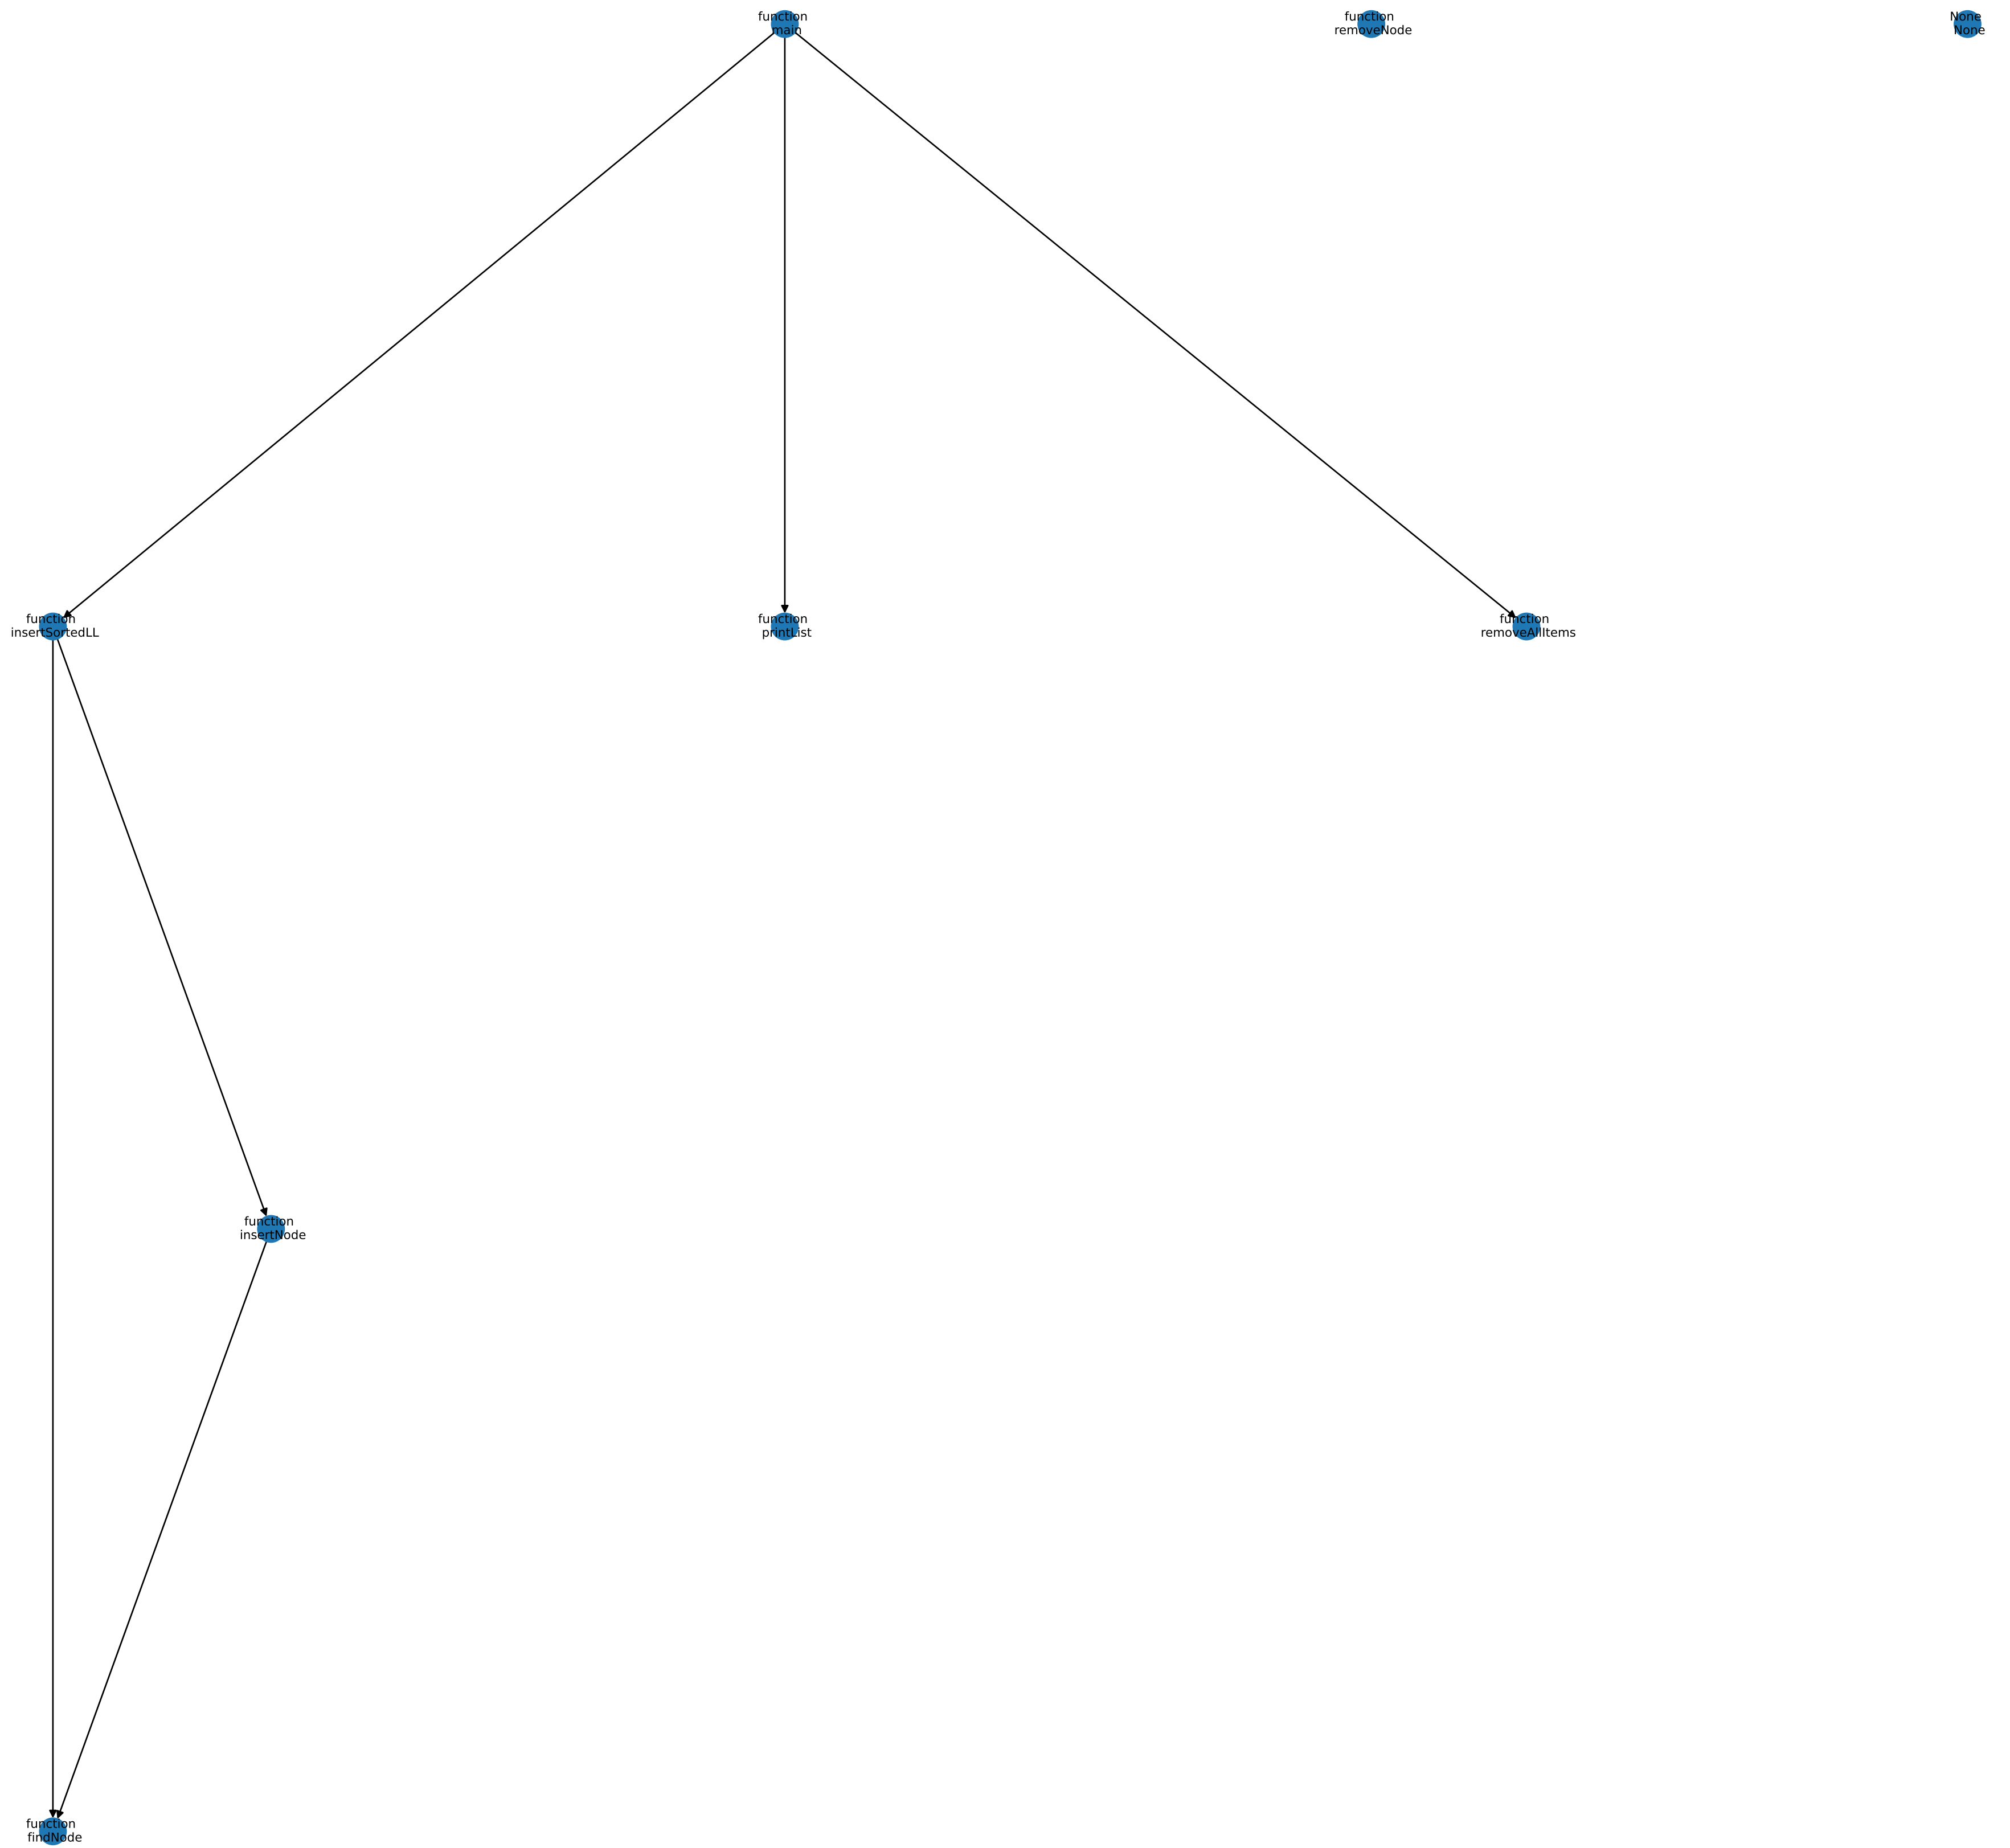 function
main
function
removeNode
None
None
function
insertSortedLL
function
printList
function
removeAllItems
function
insertNode
function
findNode